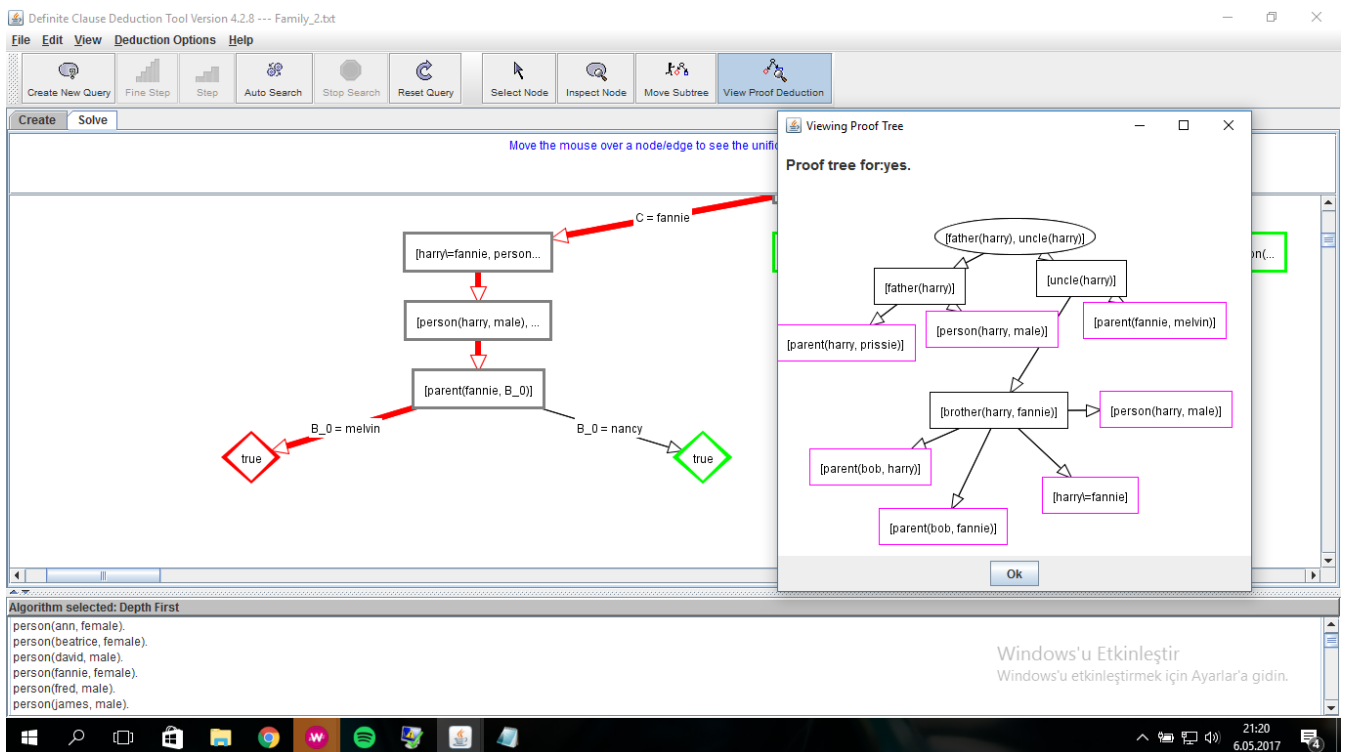 Definite Clause Deduction Tool Version 4.2.8 --- Family_2.txt
File Edit View Deduction Options Help
Create New Query Fine Step Step Auto Search Stop Search Reset Query Select Node Inspect Node Move Subtree View Proof Deduction
Create Solve
Move the mouse over a node/edge to see the unific
C = fannie
[harry\=fannie, person...
[person(harry, male), ...
[parent(fannie, B_0)]
B_0 = melvin
B_0 = nancy
true
true
on(...
Viewing Proof Tree
Proof tree for:yes.
[father(harry), uncle(harry)]
[father(harry)]
[uncle(harry)]
[parent(harry, prissie)]
[person(harry, male)]
[parent(fannie, melvin)]
[brother(harry, fannie)]
[person(harry, male)]
[parent(bob, harry)]
[harry\=fannie]
[parent(bob, fannie)]
Ok
Algorithm selected: Depth First
person(ann, female).
person(beatrice, female).
person(david, male).
person(fannie, female).
person(fred, male).
person(james, male).
Windows'u Etkinleştir
Windows'u etkinleştirmek için Ayarlar'a gidin.
21:20
6.05.2017
4